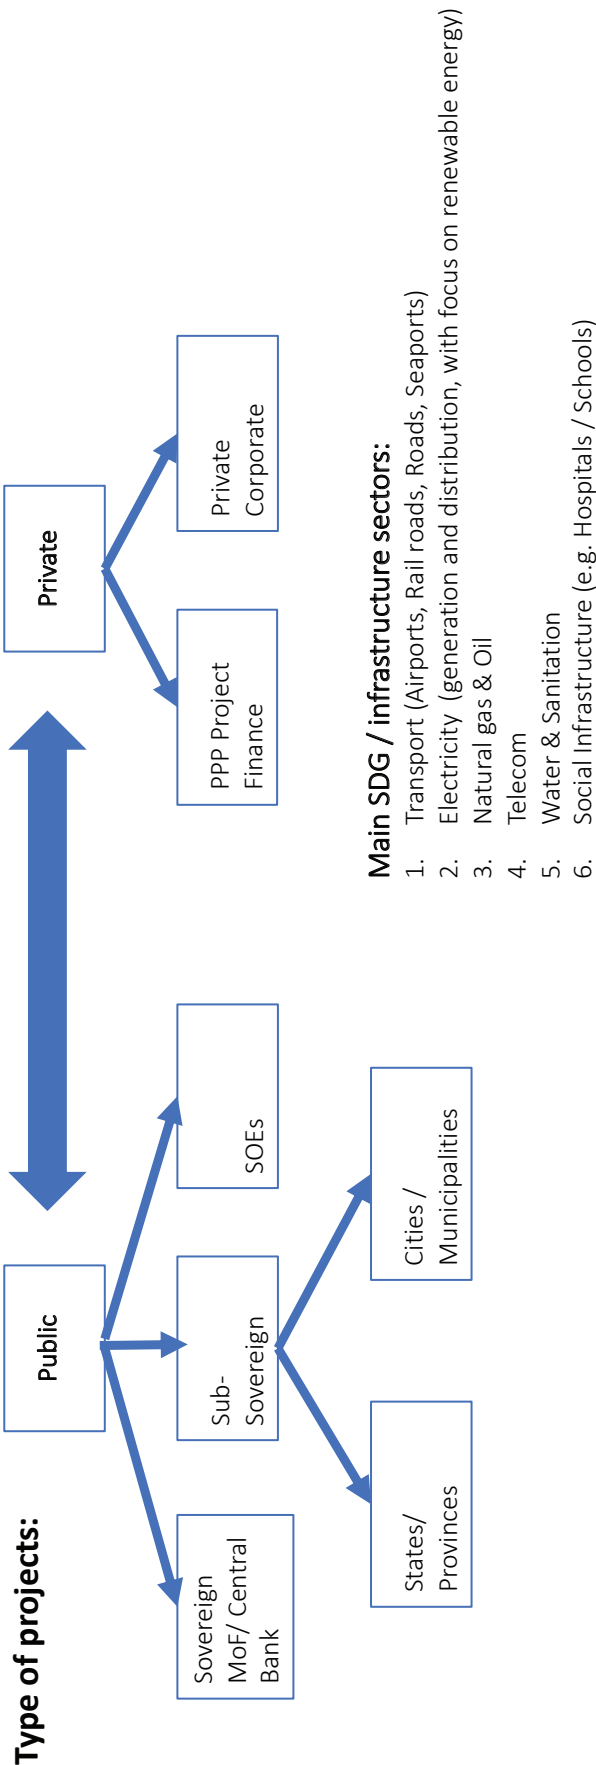 Type of projects:
Public
Private
Sovereign
MoF/ Central
Bank
Sub-
Sovereign
SOEs
PPP Project
Finance
Private
Corporate
States/
Provinces
Cities /
Municipalities
Main SDG / infrastructure sectors:
1. Transport (Airports, Rail roads, Roads, Seaports)
2. Electricity (generation and distribution, with focus on renewable energy)
3. Natural gas & Oil
4. Telecom
5. Water & Sanitation
6. Social Infrastructure (e.g. Hospitals / Schools)